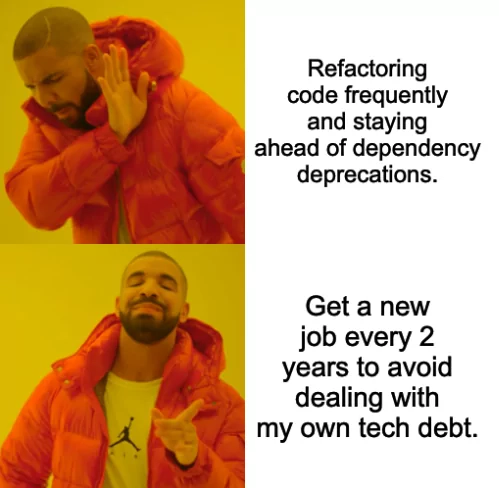 Refactoring
code frequently
and staying
ahead of dependency
deprecations.
Get a new
job every 2
years to avoid
dealing with
my own tech debt.